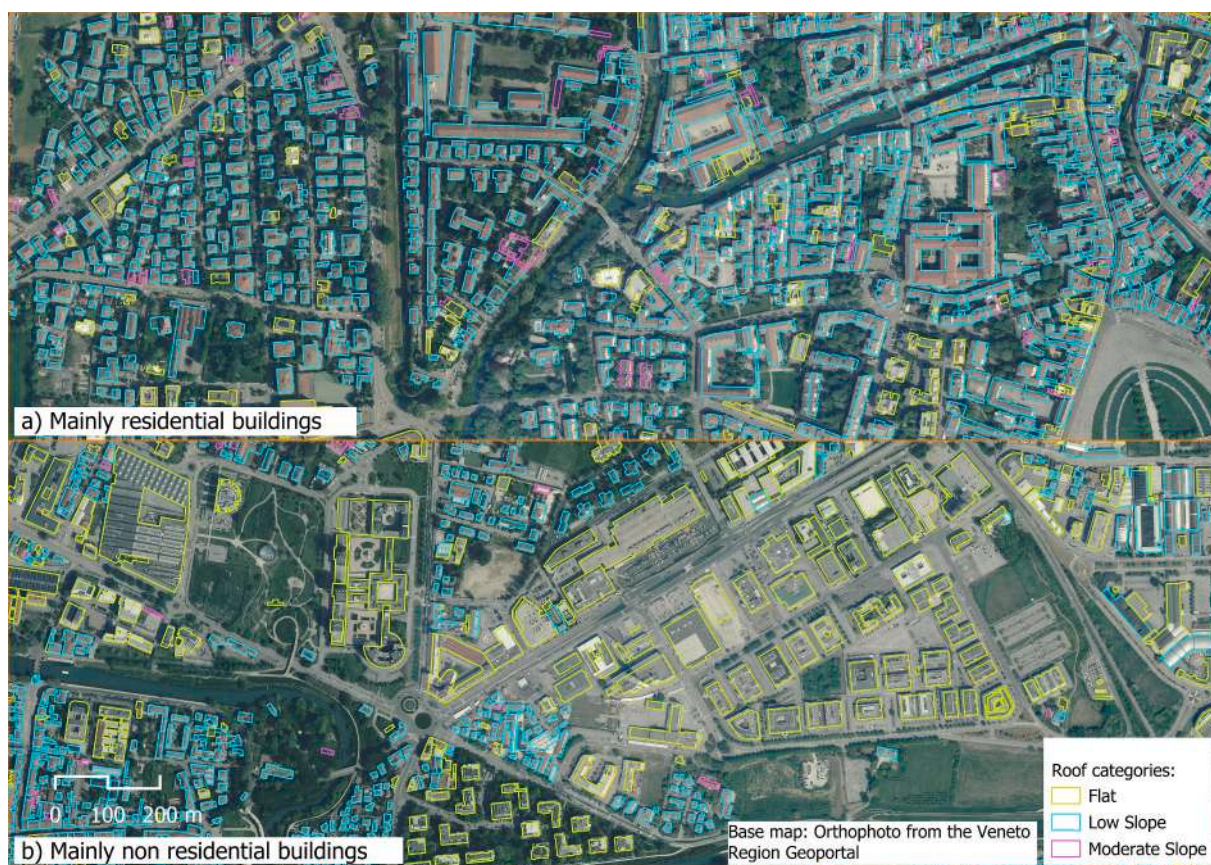 a) Mainly residential buildings
0 100 200 m
b) Mainly non residential buildings
Base map: Orthophoto from the Veneto
Region Geoportal
Roof categories:
Flat
Low Slope
Moderate Slope